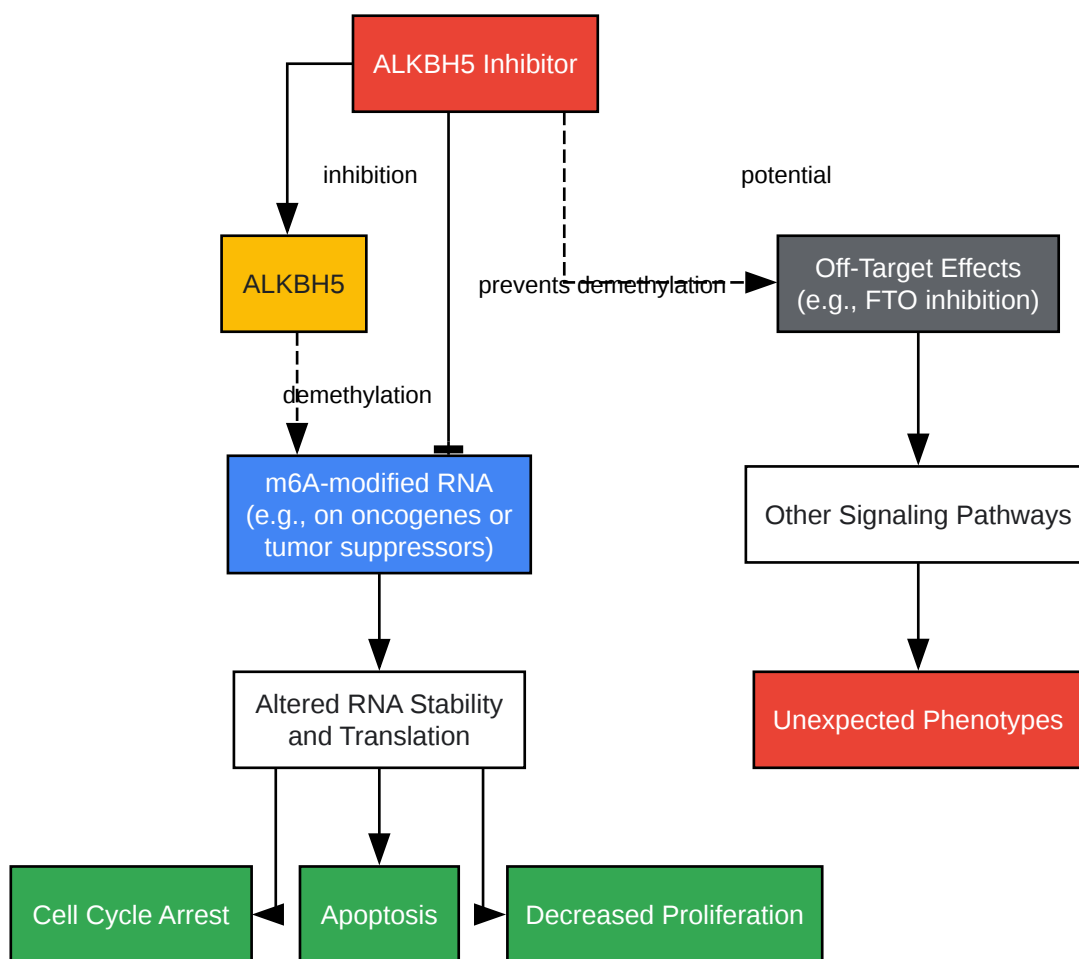 ALKBH5 Inhibitor
inhibition
potential
ALKBH5
prevents demethylation
Off-Target Effects
(e.g., FTO inhibition)
demethylation
m6A-modified RNA
(e.g., on oncogenes or
tumor suppressors)
Other Signaling Pathways
Altered RNA Stability
and Translation
Unexpected Phenotypes
Cell Cycle Arrest
Apoptosis
Decreased Proliferation